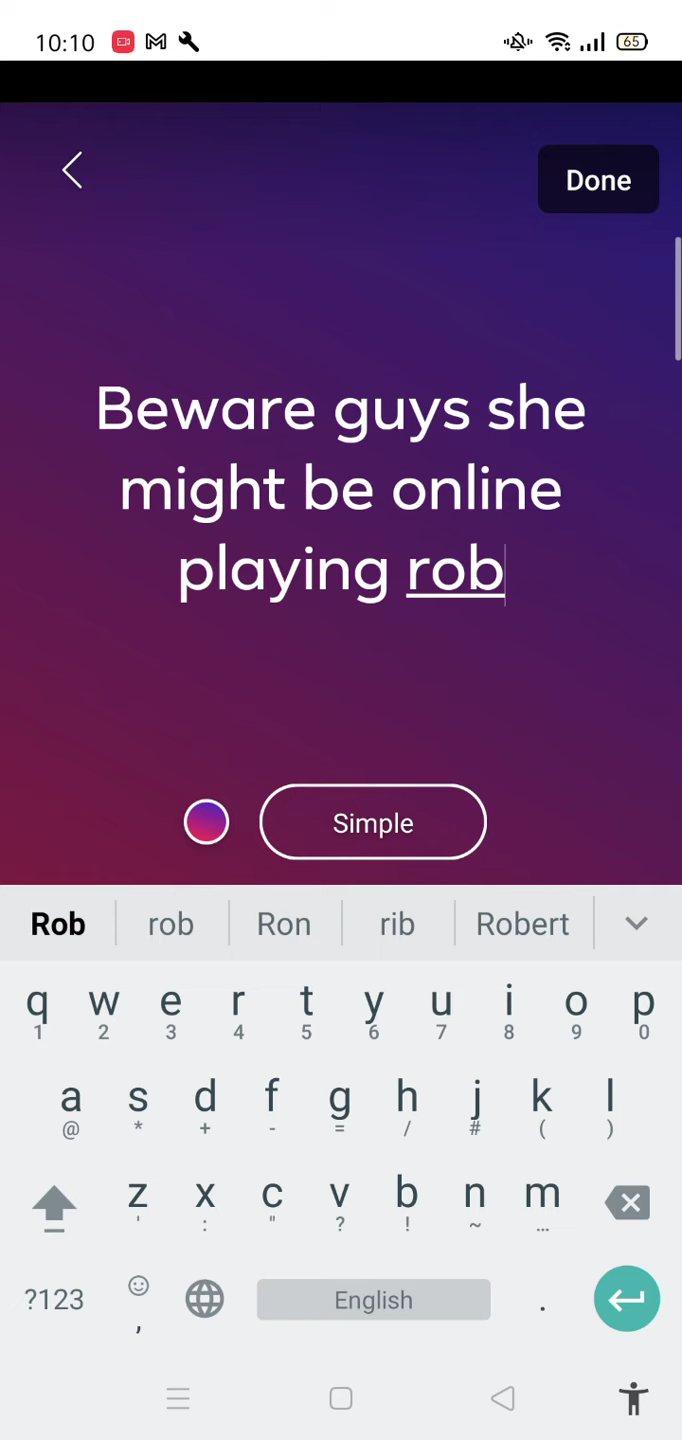 10:10 65
Done
Beware guys she
might be online
playing rob
Simple
Rob rob Ron rib Robert
q w e r t y u i o p
1 2 3 4 5 6 7 8 9 0
a s d f g h j k l
@ * + - = / # ( )
z x c v b n m
' : " ? ! ~ …
?123 , English .